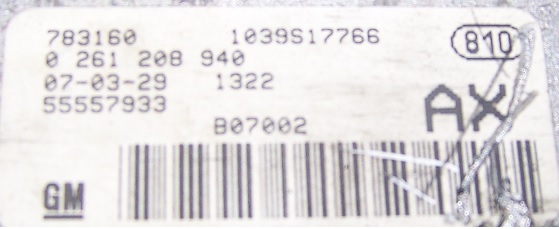 783160 1039S17766 810
0 261 208 940
07-03-29 1322
55557933 AX
B07002
GM